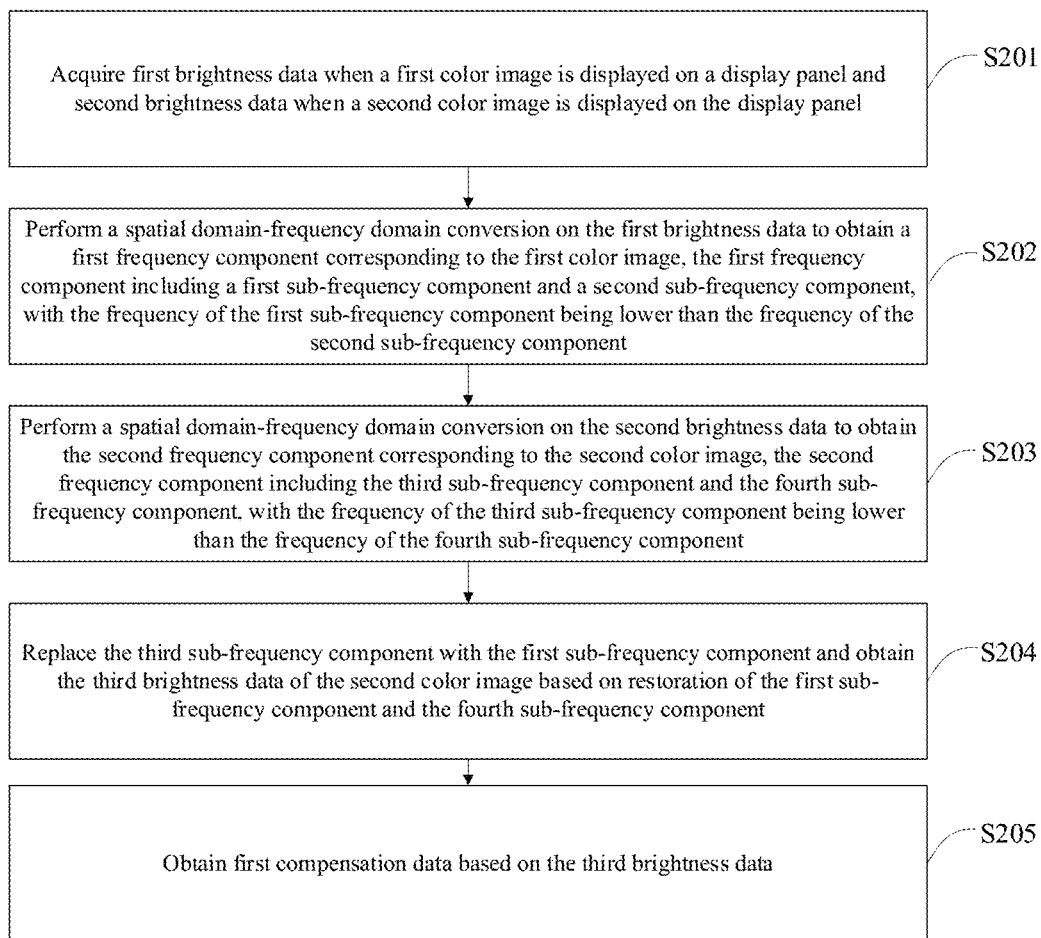 Acquire first brightness data when a first color image is displayed on a display panel and
second brightness data when a second color image is displayed on the display panel
S201
Perform a spatial domain-frequency domain conversion on the first brightness data to obtain a
first frequency component corresponding to the first color image, the first frequency
component including a first sub-frequency component and a second sub-frequency component,
with the frequency of the first sub-frequency component being lower than the frequency of the
second sub-frequency component
S202
Perform a spatial domain-frequency domain conversion on the second brightness data to obtain
the second frequency component corresponding to the second color image, the second
frequency component including the third sub-frequency component and the fourth sub-
frequency component, with the frequency of the third sub-frequency component being lower
than the frequency of the fourth sub-frequency component
S203
Replace the third sub-frequency component with the first sub-frequency component and obtain
the third brightness data of the second color image based on restoration of the first sub-
frequency component and the fourth sub-frequency component
S204
Obtain first compensation data based on the third brightness data
S205